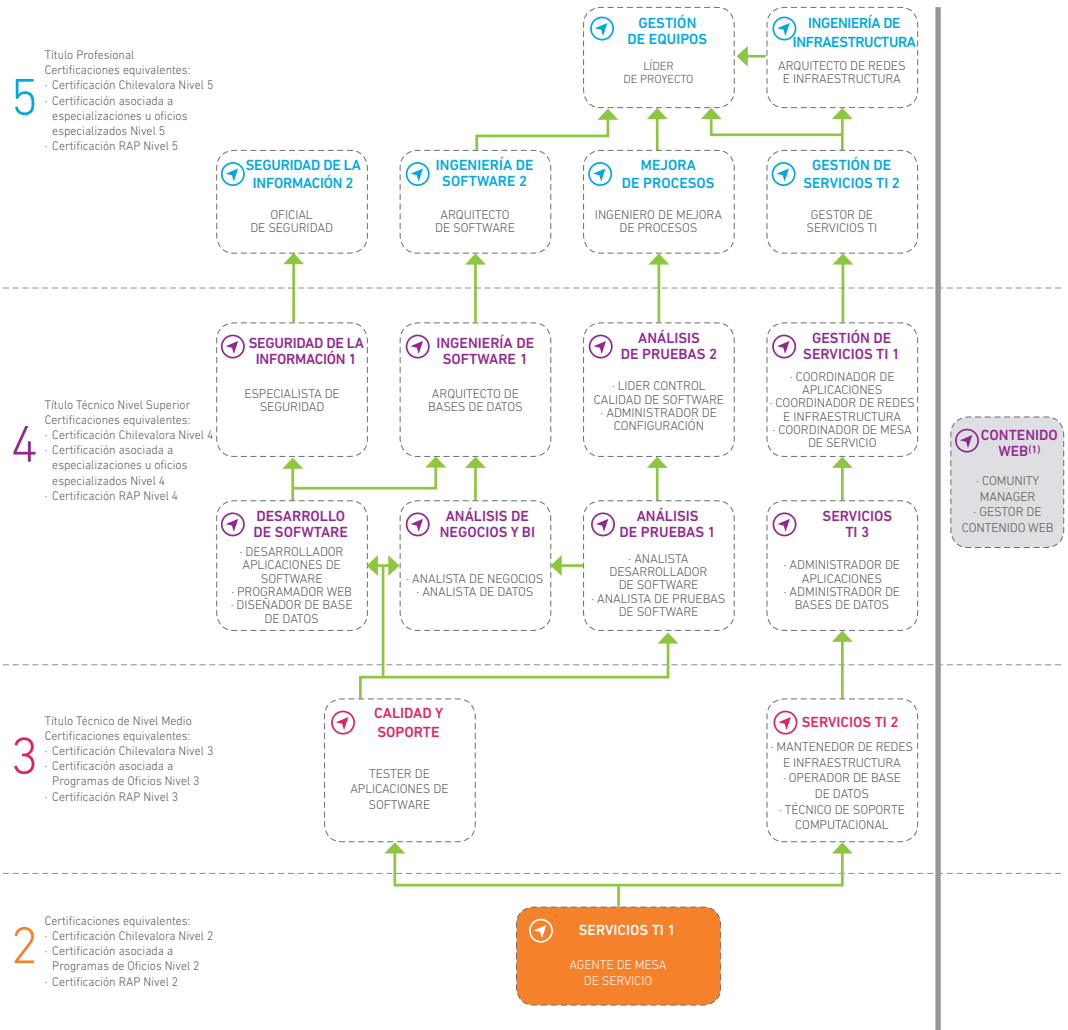 5
Título Profesional
Certificaciones equivalentes:
· Certificación Chilevalora Nivel 5
· Certificación asociada a
especializaciones u oficios
especializados Nivel 5
· Certificación RAP Nivel 5
GESTIÓN
DE EQUIPOS
LÍDER
DE PROYECTO
INGENIERÍA DE
INFRAESTRUCTURA
ARQUITECTO DE REDES
E INFRAESTRUCTURA
SEGURIDAD DE LA
INFORMACIÓN 2
OFICIAL
DE SEGURIDAD
INGENIERÍA DE
SOFTWARE 2
ARQUITECTO
DE SOFTWARE
MEJORA
DE PROCESOS
INGENIERO DE MEJORA
DE PROCESOS
GESTIÓN DE
SERVICIOS TI 2
GESTOR DE
SERVICIOS TI
4
Título Técnico Nivel Superior
Certificaciones equivalentes:
· Certificación Chilevalora Nivel 4
· Certificación asociada a
especializaciones u oficios
especializados Nivel 4
· Certificación RAP Nivel 4
SEGURIDAD DE LA
INFORMACIÓN 1
ESPECIALISTA DE
SEGURIDAD
INGENIERÍA DE
SOFTWARE 1
ARQUITECTO DE
BASES DE DATOS
ANÁLISIS
DE PRUEBAS 2
· LIDER CONTROL
CALIDAD DE SOFTWARE
· ADMINISTRADOR DE
CONFIGURACIÓN
GESTIÓN DE
SERVICIOS TI 1
· COORDINADOR DE
APLICACIONES
· COORDINADOR DE REDES
E INFRAESTRUCTURA
· COORDINADOR DE MESA
DE SERVICIO
CONTENIDO
WEB(1)
· COMUNITY
MANAGER
· GESTOR DE
CONTENIDO WEB
DESARROLLO
DE SOFWTARE
· DESARROLLADOR
APLICACIONES DE
SOFTWARE
· PROGRAMADOR WEB
· DISEÑADOR DE BASE
DE DATOS
ANÁLISIS DE
NEGOCIOS Y BI
· ANALISTA DE NEGOCIOS
· ANALISTA DE DATOS
ANÁLISIS
DE PRUEBAS 1
· ANALISTA
DESARROLLADOR
DE SOFTWARE
· ANALISTA DE PRUEBAS
DE SOFTWARE
SERVICIOS
TI 3
· ADMINISTRADOR DE
APLICACIONES
· ADMINISTRADOR DE
BASES DE DATOS
3
Título Técnico de Nivel Medio
Certificaciones equivalentes:
· Certificación Chilevalora Nivel 3
· Certificación asociada a
Programas de Oficios Nivel 3
· Certificación RAP Nivel 3
CALIDAD Y
SOPORTE
TESTER DE
APLICACIONES DE
SOFTWARE
SERVICIOS TI 2
· MANTENEDOR DE REDES
E INFRAESTRUCTURA
· OPERADOR DE BASE
DE DATOS
· TÉCNICO DE SOPORTE
COMPUTACIONAL
2
Certificaciones equivalentes:
· Certificación Chilevalora Nivel 2
· Certificación asociada a
Programas de Oficios Nivel 2
· Certificación RAP Nivel 2
SERVICIOS TI 1
AGENTE DE MESA
DE SERVICIO